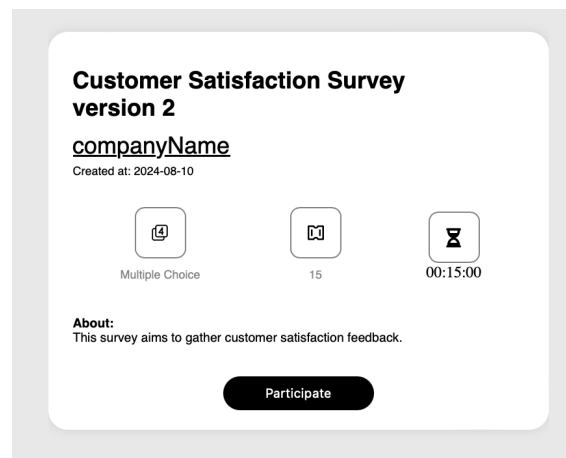 Customer Satisfaction Survey
version 2
companyName
Created at: 2024-08-10
4
Multiple Choice
15
00:15:00
About:
This survey aims to gather customer satisfaction feedback.
Participate